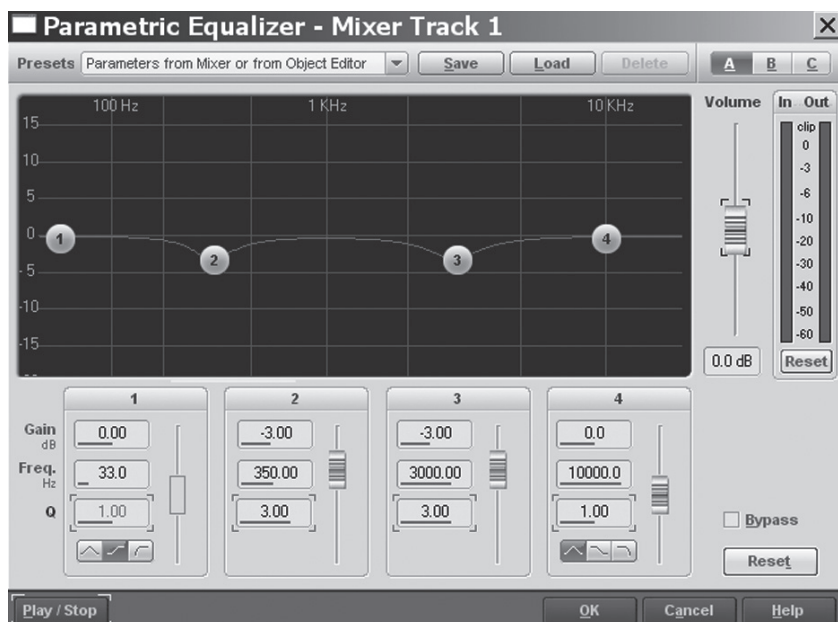 Parametric Equalizer - Mixer Track 1
Presets Parameters from Mixer or from Object Editor Save Load Delete A B C
100 Hz 1 KHz 10 KHz
15
10
5
0
-5
-10
-15
1 2 3 4
Volume
0.0 dB
In Out
clip
0
-3
-6
-10
-20
-30
-40
-50
-60
Reset
1 2 3 4
Gain dB 0.00 -3.00 -3.00 0.0
Freq. Hz 33.0 350.00 3000.00 10000.0
Q 1.00 3.00 3.00 1.00
Bypass
Reset
Play / Stop OK Cancel Help